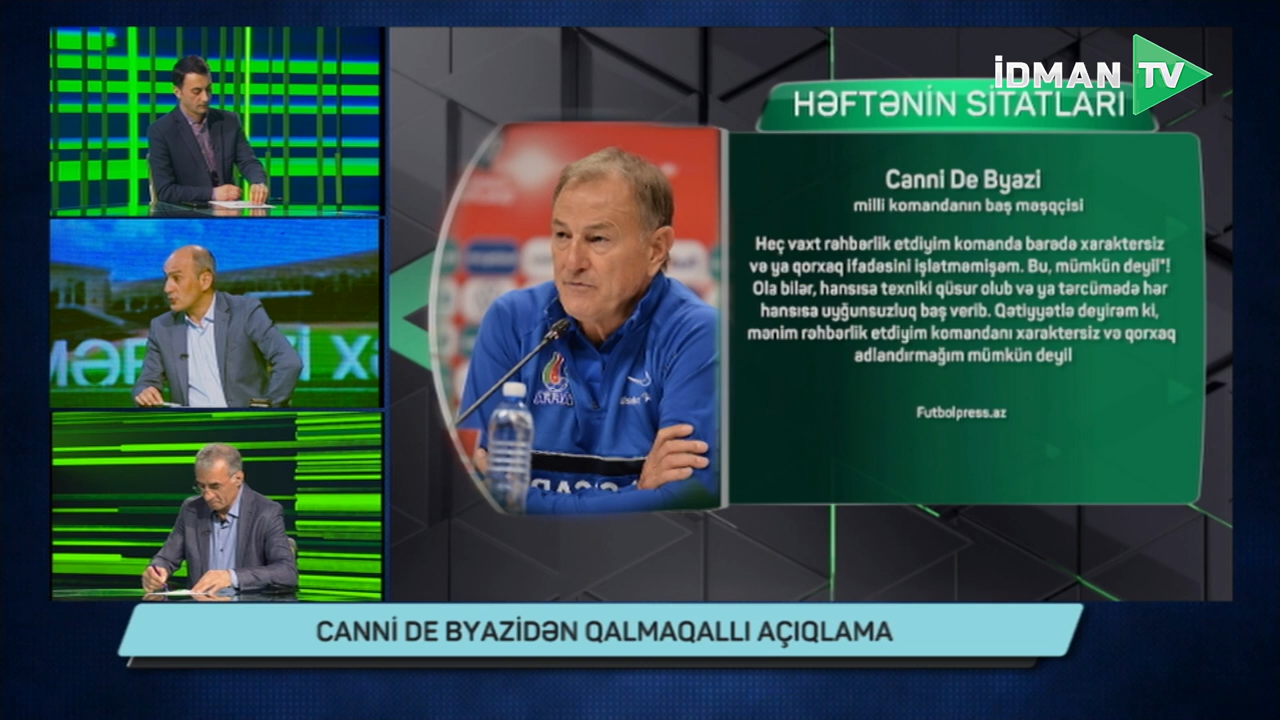 İDMAN TV
HƏFTƏNİN SİTATLARI
Canni De Byazi
milli komandanın baş məşqçisi
Heç vaxt rəhbərlik etdiyim komanda barədə xaraktersiz
və ya qorxaq ifadəsini işlətməmişəm. Bu, mümkün deyil"!
Ola bilər, hansısa texniki qüsur olub və ya tərcümədə hər
hansısa uyğunsuzluq baş verib. Qətiyyətlə deyirəm ki,
mənim rəhbərlik etdiyim komandanı xaraktersiz və qorxaq
adlandırmağım mümkün deyil
Futbolpress.az
AFFA
CANNİ DE BYAZİDƏN QALMAQALLI AÇIQLAMA